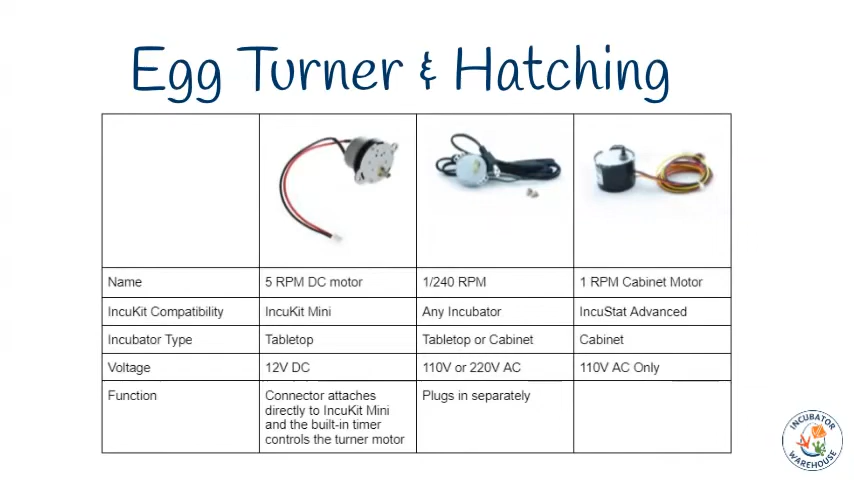 Egg Turner & Hatching
Name 5 RPM DC motor 1/240 RPM 1 RPM Cabinet Motor
IncuKit Compatibility IncuKit Mini Any Incubator IncuStat Advanced
Incubator Type Tabletop Tabletop or Cabinet Cabinet
Voltage 12V DC 110V or 220V AC 110V AC Only
Function Connector attaches Plugs in separately
directly to IncuKit Mini
and the built-in timer
controls the turner motor
INCUBATOR
WAREHOUSE